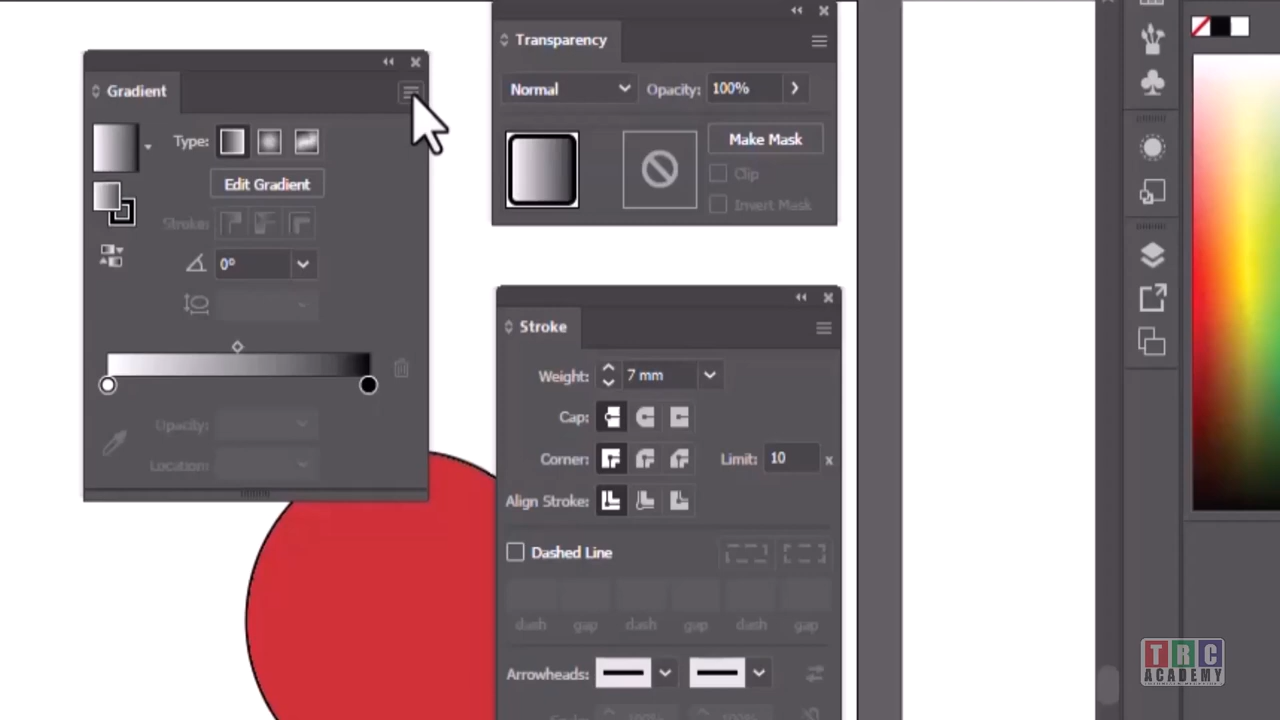 Gradient
Type:
Edit Gradient
Stroke:
0°
Opacity:
Location:
Transparency
Normal
Opacity: 100%
Make Mask
Clip
Invert Mask
Stroke
Weight: 7 mm
Cap:
Corner:
Limit: 10 x
Align Stroke:
Dashed Line
dash gap dash gap dash gap
Arrowheads:
TRC
ACADEMY